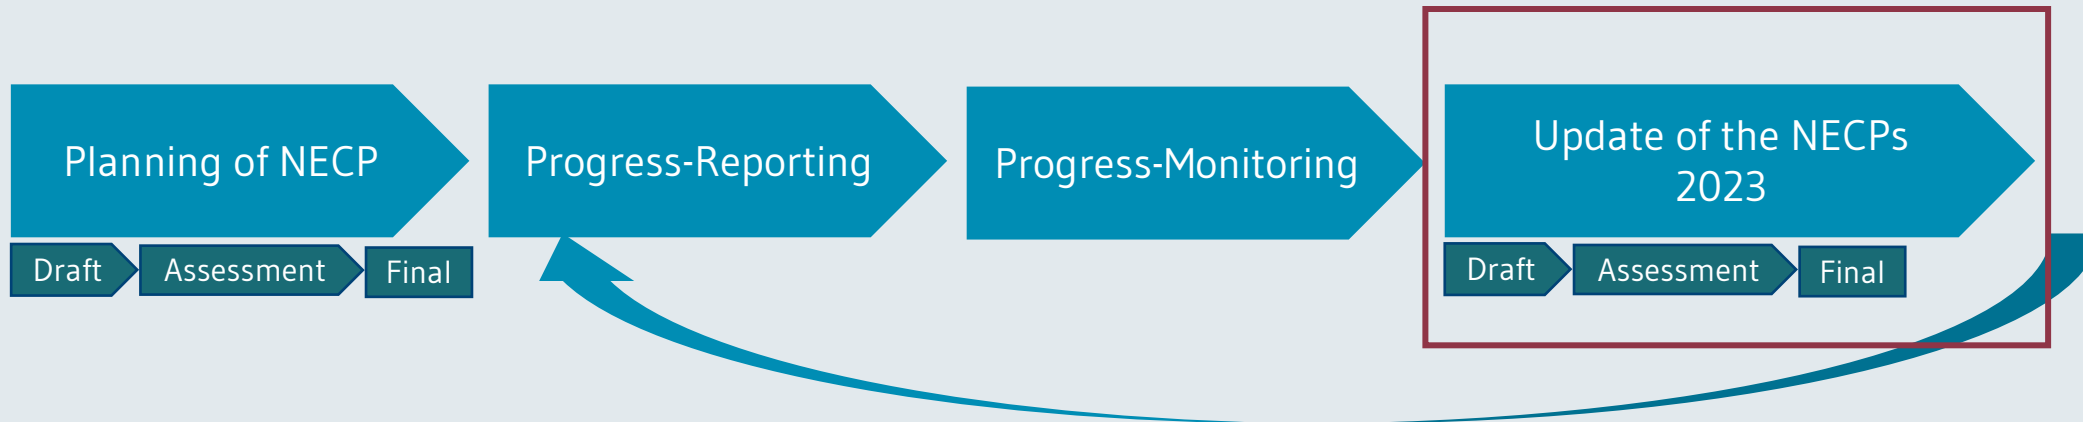 Planning of NECP
Draft
Assessment
Final
Progress-Reporting
Progress-Monitoring
Update of the NECPs
2023
Draft
Assessment
Final